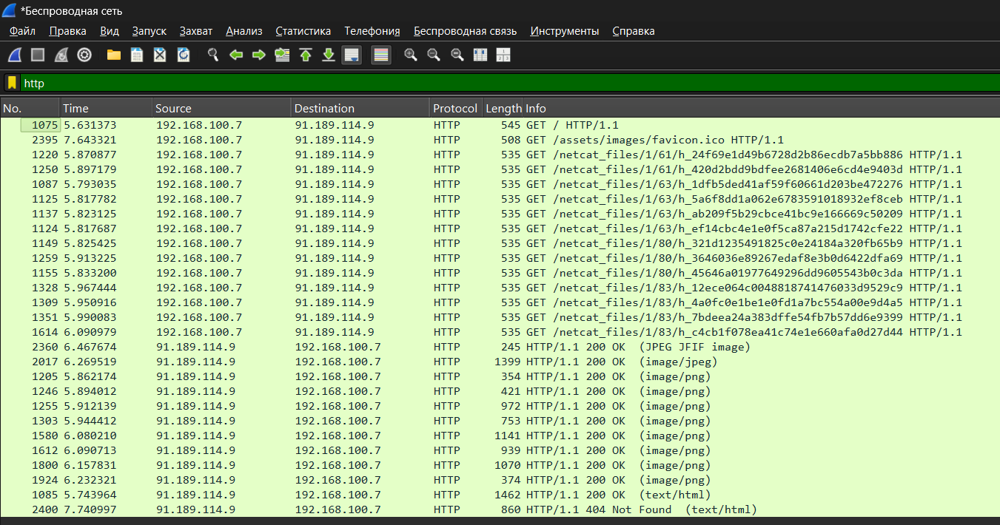 *Беспроводная сеть
Файл Правка Вид Запуск Захват Анализ Статистика Телефония Беспроводная связь Инструменты Справка
http
No. Time Source Destination Protocol Length Info
1075 5.631373 192.168.100.7 91.189.114.9 HTTP 545 GET / HTTP/1.1
2395 7.643321 192.168.100.7 91.189.114.9 HTTP 508 GET /assets/images/favicon.ico HTTP/1.1
1220 5.870877 192.168.100.7 91.189.114.9 HTTP 535 GET /netcat_files/1/61/h_24f69e1d49b6728d2b86ecdb7a5bb886 HTTP/1.1
1250 5.897179 192.168.100.7 91.189.114.9 HTTP 535 GET /netcat_files/1/61/h_420d2bdd9bdfee2681406e6cd4e9403d HTTP/1.1
1087 5.793035 192.168.100.7 91.189.114.9 HTTP 535 GET /netcat_files/1/63/h_1dfb5ded41af59f60661d203be472276 HTTP/1.1
1125 5.817782 192.168.100.7 91.189.114.9 HTTP 535 GET /netcat_files/1/63/h_5a6f8dd1a062e6783591018932ef8ceb HTTP/1.1
1137 5.823125 192.168.100.7 91.189.114.9 HTTP 535 GET /netcat_files/1/63/h_ab209f5b29cbce41bc9e166669c50209 HTTP/1.1
1124 5.817687 192.168.100.7 91.189.114.9 HTTP 535 GET /netcat_files/1/63/h_ef14cbc4e1e0f5ca87a215d1742cfe22 HTTP/1.1
1149 5.825425 192.168.100.7 91.189.114.9 HTTP 535 GET /netcat_files/1/80/h_321d1235491825c0e24184a320fb65b9 HTTP/1.1
1259 5.913225 192.168.100.7 91.189.114.9 HTTP 535 GET /netcat_files/1/80/h_3646036e89267edaf8e3b0d6422dfa69 HTTP/1.1
1155 5.833200 192.168.100.7 91.189.114.9 HTTP 535 GET /netcat_files/1/80/h_45646a01977649296dd9605543b0c3da HTTP/1.1
1328 5.967444 192.168.100.7 91.189.114.9 HTTP 535 GET /netcat_files/1/83/h_12ece064c0048818741476033d9529c9 HTTP/1.1
1309 5.950916 192.168.100.7 91.189.114.9 HTTP 535 GET /netcat_files/1/83/h_4a0fc0e1be1e0fd1a7bc554a00e9d4a5 HTTP/1.1
1351 5.990083 192.168.100.7 91.189.114.9 HTTP 535 GET /netcat_files/1/83/h_7bdeea24a383dffe54fb7b57dd6e9399 HTTP/1.1
1614 6.090979 192.168.100.7 91.189.114.9 HTTP 535 GET /netcat_files/1/83/h_c4cb1f078ea41c74e1e660afa0d27d44 HTTP/1.1
2360 6.467674 91.189.114.9 192.168.100.7 HTTP 245 HTTP/1.1 200 OK (JPEG JFIF image)
2017 6.269519 91.189.114.9 192.168.100.7 HTTP 1399 HTTP/1.1 200 OK (image/jpeg)
1205 5.862174 91.189.114.9 192.168.100.7 HTTP 354 HTTP/1.1 200 OK (image/png)
1246 5.894012 91.189.114.9 192.168.100.7 HTTP 421 HTTP/1.1 200 OK (image/png)
1255 5.912139 91.189.114.9 192.168.100.7 HTTP 972 HTTP/1.1 200 OK (image/png)
1303 5.944412 91.189.114.9 192.168.100.7 HTTP 753 HTTP/1.1 200 OK (image/png)
1580 6.080210 91.189.114.9 192.168.100.7 HTTP 1141 HTTP/1.1 200 OK (image/png)
1612 6.090713 91.189.114.9 192.168.100.7 HTTP 939 HTTP/1.1 200 OK (image/png)
1800 6.157831 91.189.114.9 192.168.100.7 HTTP 1070 HTTP/1.1 200 OK (image/png)
1924 6.232321 91.189.114.9 192.168.100.7 HTTP 374 HTTP/1.1 200 OK (image/png)
1085 5.743964 91.189.114.9 192.168.100.7 HTTP 1462 HTTP/1.1 200 OK (text/html)
2400 7.740997 91.189.114.9 192.168.100.7 HTTP 860 HTTP/1.1 404 Not Found (text/html)